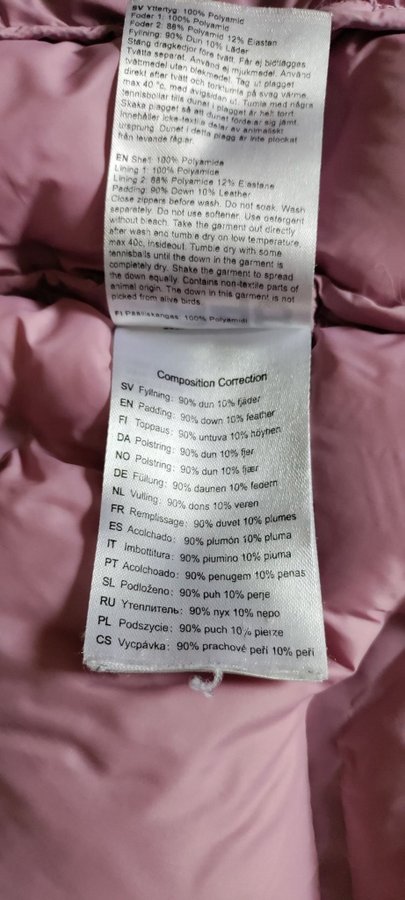 SV Yttertyg: 100% Polyamid
Foder 1: 100% Polyamid
Foder 2: 88% Polyamid 12% Elastan
Fyllning: 90% Dun 10% Läder
Stäng dragkedjor före tvätt. Får ej blötläggas
Tvätta separat. Använd ej mjukmedel. Använd
tvättmedel utan blekmedel. Tag ut plagget
direkt efter tvätt och torktumla på svag värme,
max 40 °c, med avigsidan ut. Tumla med några
tennisbollar tills dunet i plagget är helt torrt.
Skaka plagget så att dunet fördelar sig jämt.
Innehåller icke-textila delar av animaliskt
ursprung. Dunet i detta plagg är inte plockat
från levande fåglar.
EN Shell: 100% Polyamide
Lining 1: 100% Polyamide
Lining 2: 88% Polyamide 12% Elastane
Padding: 90% Down 10% Leather
Close zippers before wash. Do not soak. Wash
separately. Do not use softener. Use detergent
without bleach. Take the garment out directly
after wash and tumble dry on low temperature,
max 40c, insideout. Tumble dry with some
tennisballs until the down in the garment is
completely dry. Shake the garment to spread
the down equally. Contains non-textile parts of
animal origin. The down in this garment is not
picked from alive birds.
FI Päällskangas: 100% Polyamidi
Composition Correction
SV Fyllning: 90% dun 10% fjäder
EN Padding: 90% down 10% feather
FI Toppaus: 90% untuva 10% höyhen
DA Polstring: 90% dun 10% fjer
NO Polstring: 90% dun 10% fjær
DE Füllung: 90% daunen 10% federn
NL Vulling: 90% dons 10% veren
FR Remplissage: 90% duvet 10% plumes
ES Acolchado: 90% plumón 10% pluma
IT Imbottitura: 90% piumino 10% piuma
PT Acolchoado: 90% penugem 10% penas
SL Podloženo: 90% puh 10% perje
RU Утеплитель: 90% пух 10% перо
PL Podszycie: 90% puch 10% pierze
CS Vycpávka: 90% prachové peří 10% peří